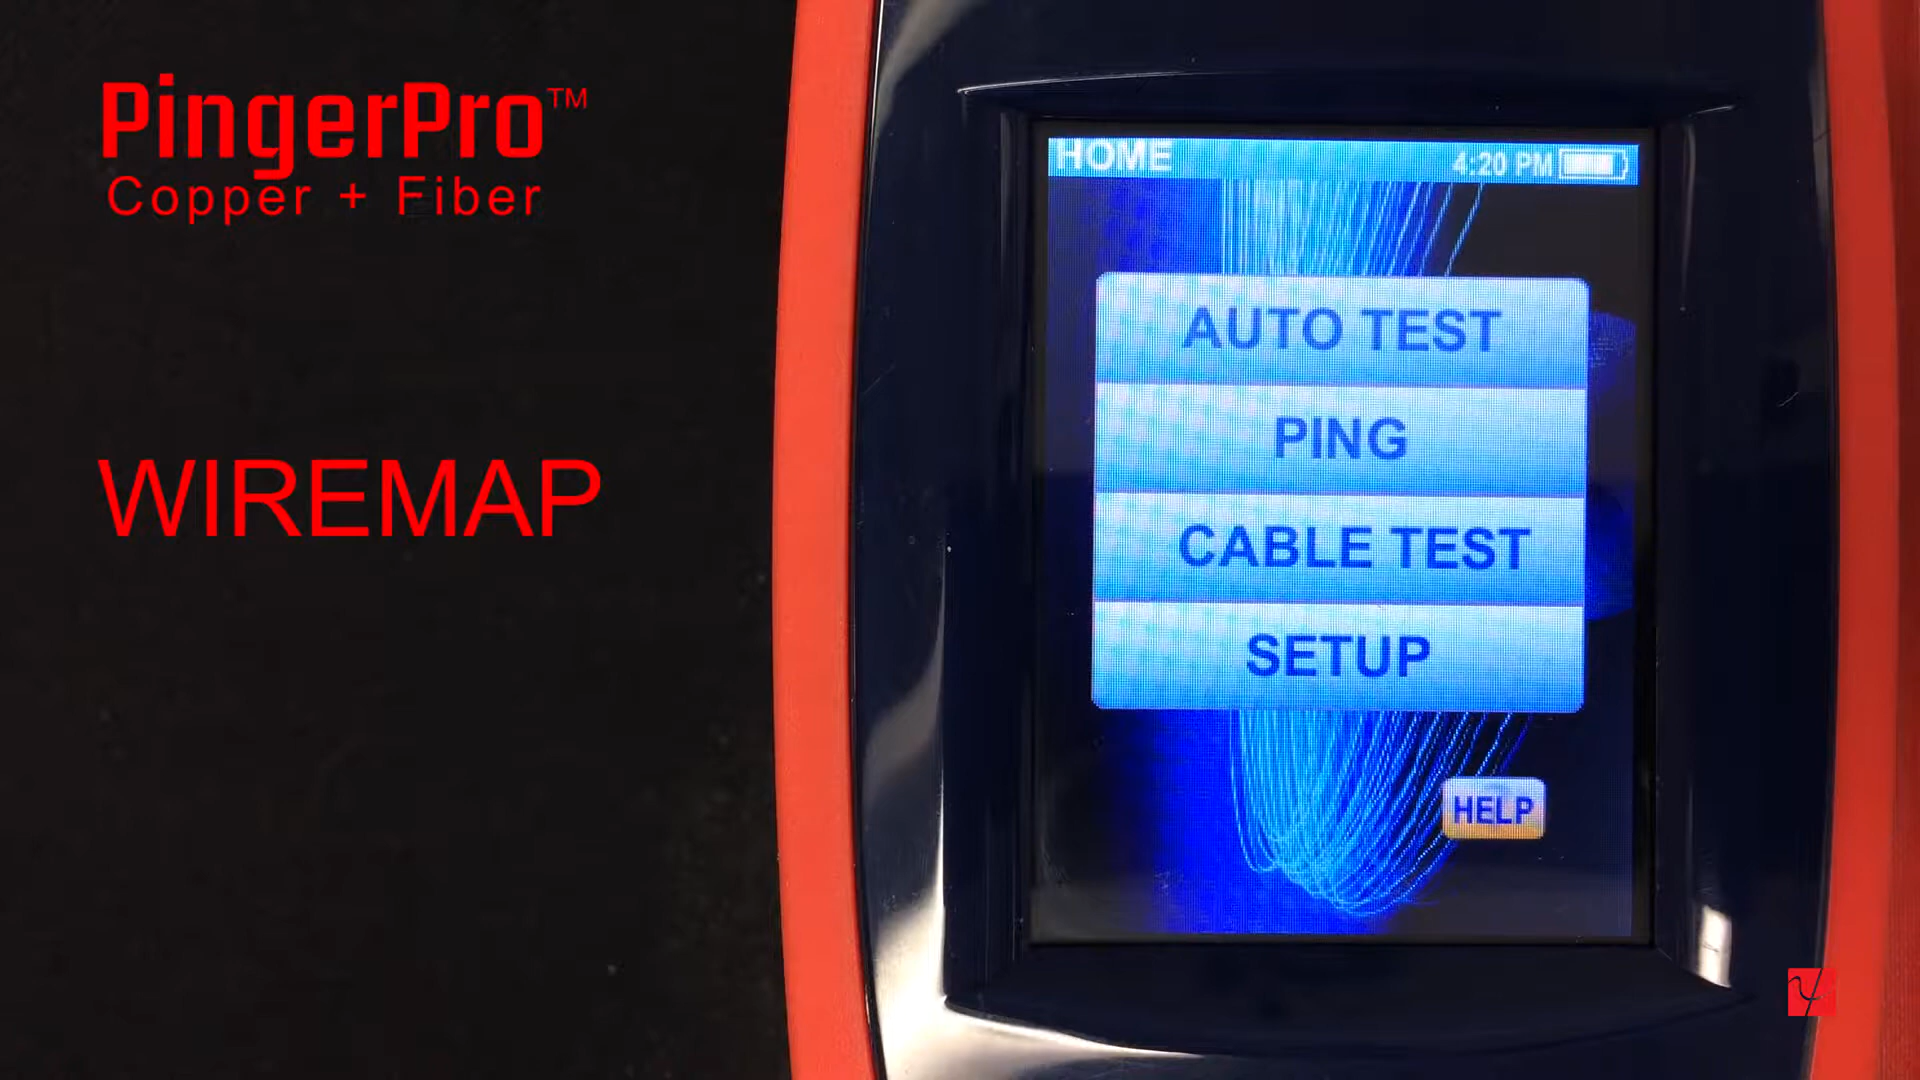 PingerPro™
Copper + Fiber
WIREMAP
HOME 4:20 PM
AUTO TEST
PING
CABLE TEST
SETUP
HELP